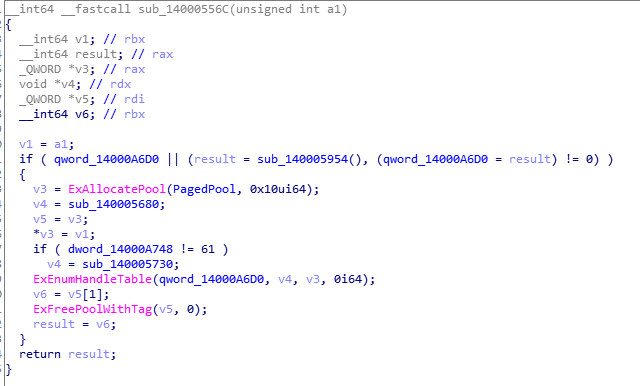 __int64 __fastcall sub_14000556C(unsigned int a1)
{
__int64 v1; // rbx
__int64 result; // rax
_QWORD *v3; // rax
void *v4; // rdx
_QWORD *v5; // rdi
__int64 v6; // rbx
v1 = a1;
if ( qword_14000A6D0 || (result = sub_140005954(), (qword_14000A6D0 = result) != 0) )
{
v3 = ExAllocatePool(PagedPool, 0x10ui64);
v4 = sub_140005680;
v5 = v3;
*v3 = v1;
if ( dword_14000A748 != 61 )
v4 = sub_140005730;
ExEnumHandleTable(qword_14000A6D0, v4, v3, 0i64);
v6 = v5[1];
ExFreePoolWithTag(v5, 0);
result = v6;
}
return result;
}